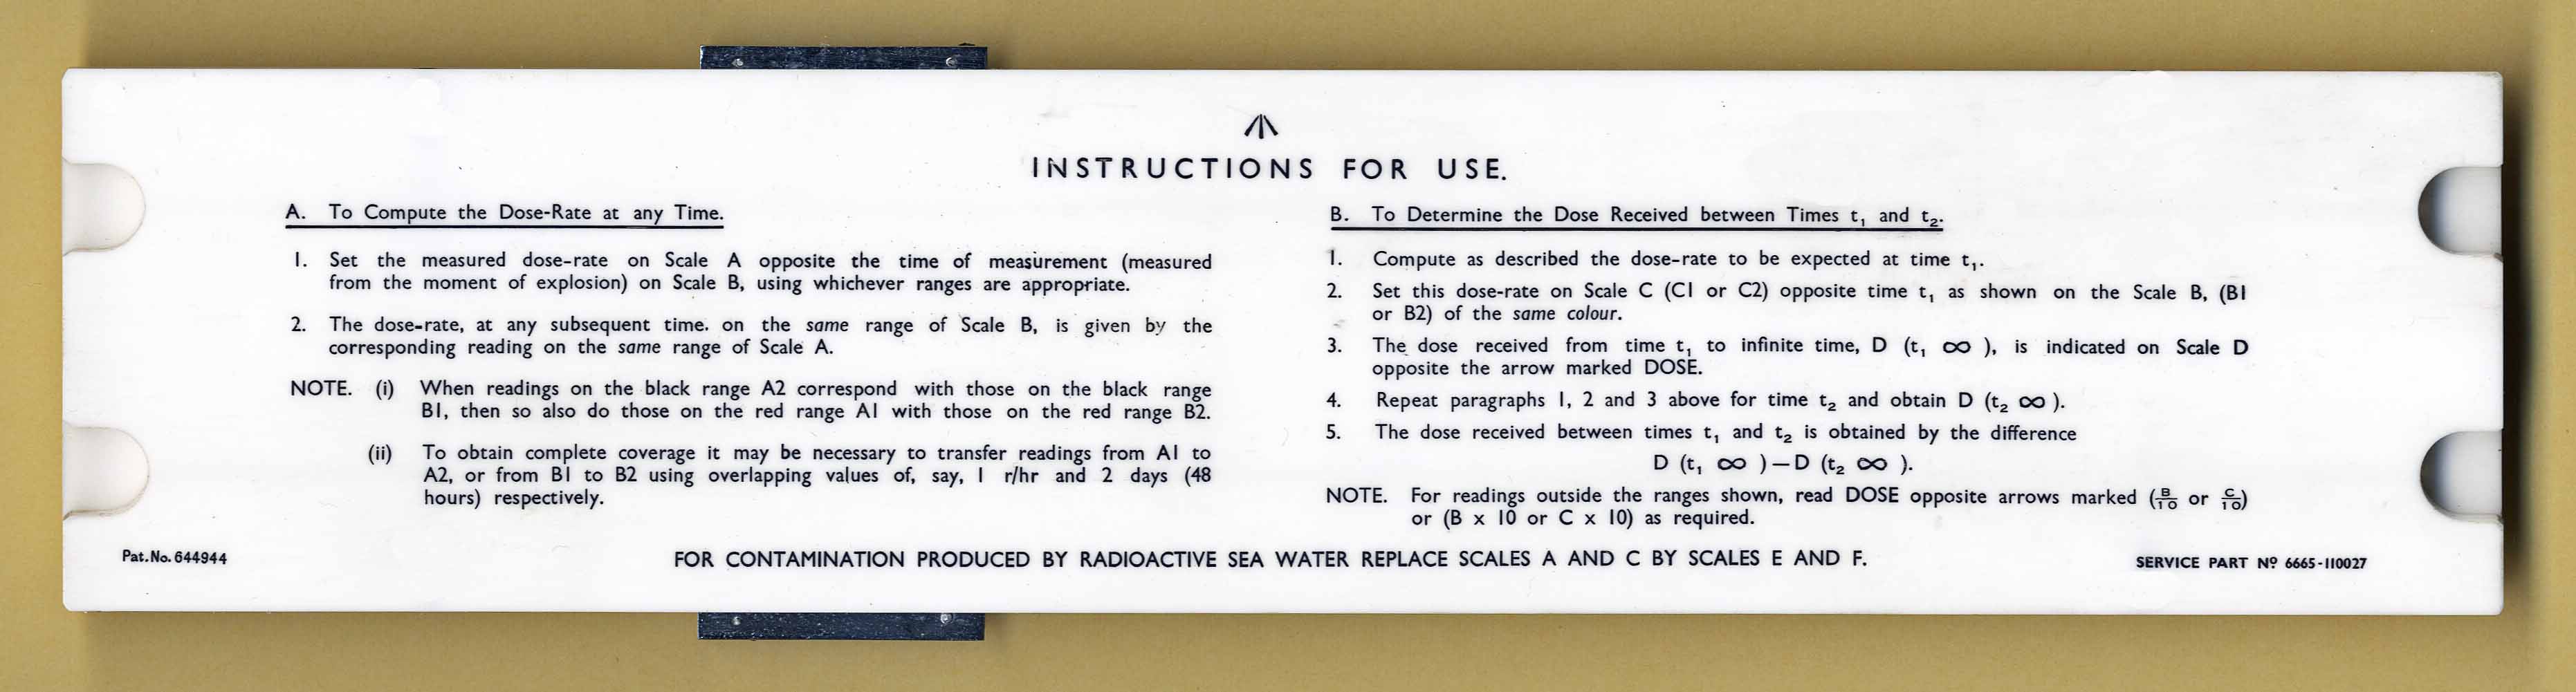 INSTRUCTIONS FOR USE.
A. To Compute the Dose-Rate at any Time.
1. Set the measured dose-rate on Scale A opposite the time of measurement (measured
from the moment of explosion) on Scale B, using whichever ranges are appropriate.
2. The dose-rate, at any subsequent time. on the same range of Scale B, is given by the
corresponding reading on the same range of Scale A.
NOTE. (i) When readings on the black range A2 correspond with those on the black range
B1, then so also do those on the red range A1 with those on the red range B2.
(ii) To obtain complete coverage it may be necessary to transfer readings from A1 to
A2, or from B1 to B2 using overlapping values of, say, 1 r/hr and 2 days (48
hours) respectively.
B. To Determine the Dose Received between Times t₁ and t₂.
1. Compute as described the dose-rate to be expected at time t₁.
2. Set this dose-rate on Scale C (C1 or C2) opposite time t₁ as shown on the Scale B, (B1
or B2) of the same colour.
3. The dose received from time t₁ to infinite time, D (t₁ ∞ ), is indicated on Scale D
opposite the arrow marked DOSE.
4. Repeat paragraphs 1, 2 and 3 above for time t₂ and obtain D (t₂ ∞ ).
5. The dose received between times t₁ and t₂ is obtained by the difference
D (t₁ ∞ ) — D (t₂ ∞ ).
NOTE. For readings outside the ranges shown, read DOSE opposite arrows marked (B/10 or C/10)
or (B x 10 or C x 10) as required.
Pat. No. 644944
FOR CONTAMINATION PRODUCED BY RADIOACTIVE SEA WATER REPLACE SCALES A AND C BY SCALES E AND F.
SERVICE PART Nº 6665-110027